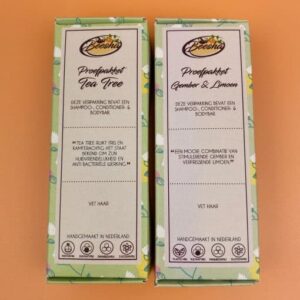 Beesha
Proefpakket
Tea Tree
DEZE VERPAKKING BEVAT EEN
SHAMPOO-, CONDITIONER- &
BODYBAR.
"TEA TREE RUIKT FRIS EN
KAMFERACHTIG. HET STAAT
BEKEND OM ZIJN
HUIDVRIENDELIJKHEID EN
ANTI BACTERIËLE WERKING."
VET HAAR
HANDGEMAAKT IN NEDERLAND
Beesha
Proefpakket
Gember & Limoen
DEZE VERPAKKING BEVAT EEN
SHAMPOO-, CONDITIONER- &
BODYBAR.
"EEN MOOIE COMBINATIE VAN
STIMULERENDE GEMBER EN
VERFRISSENDE LIMOEN."
VET HAAR
HANDGEMAAKT IN NEDERLAND